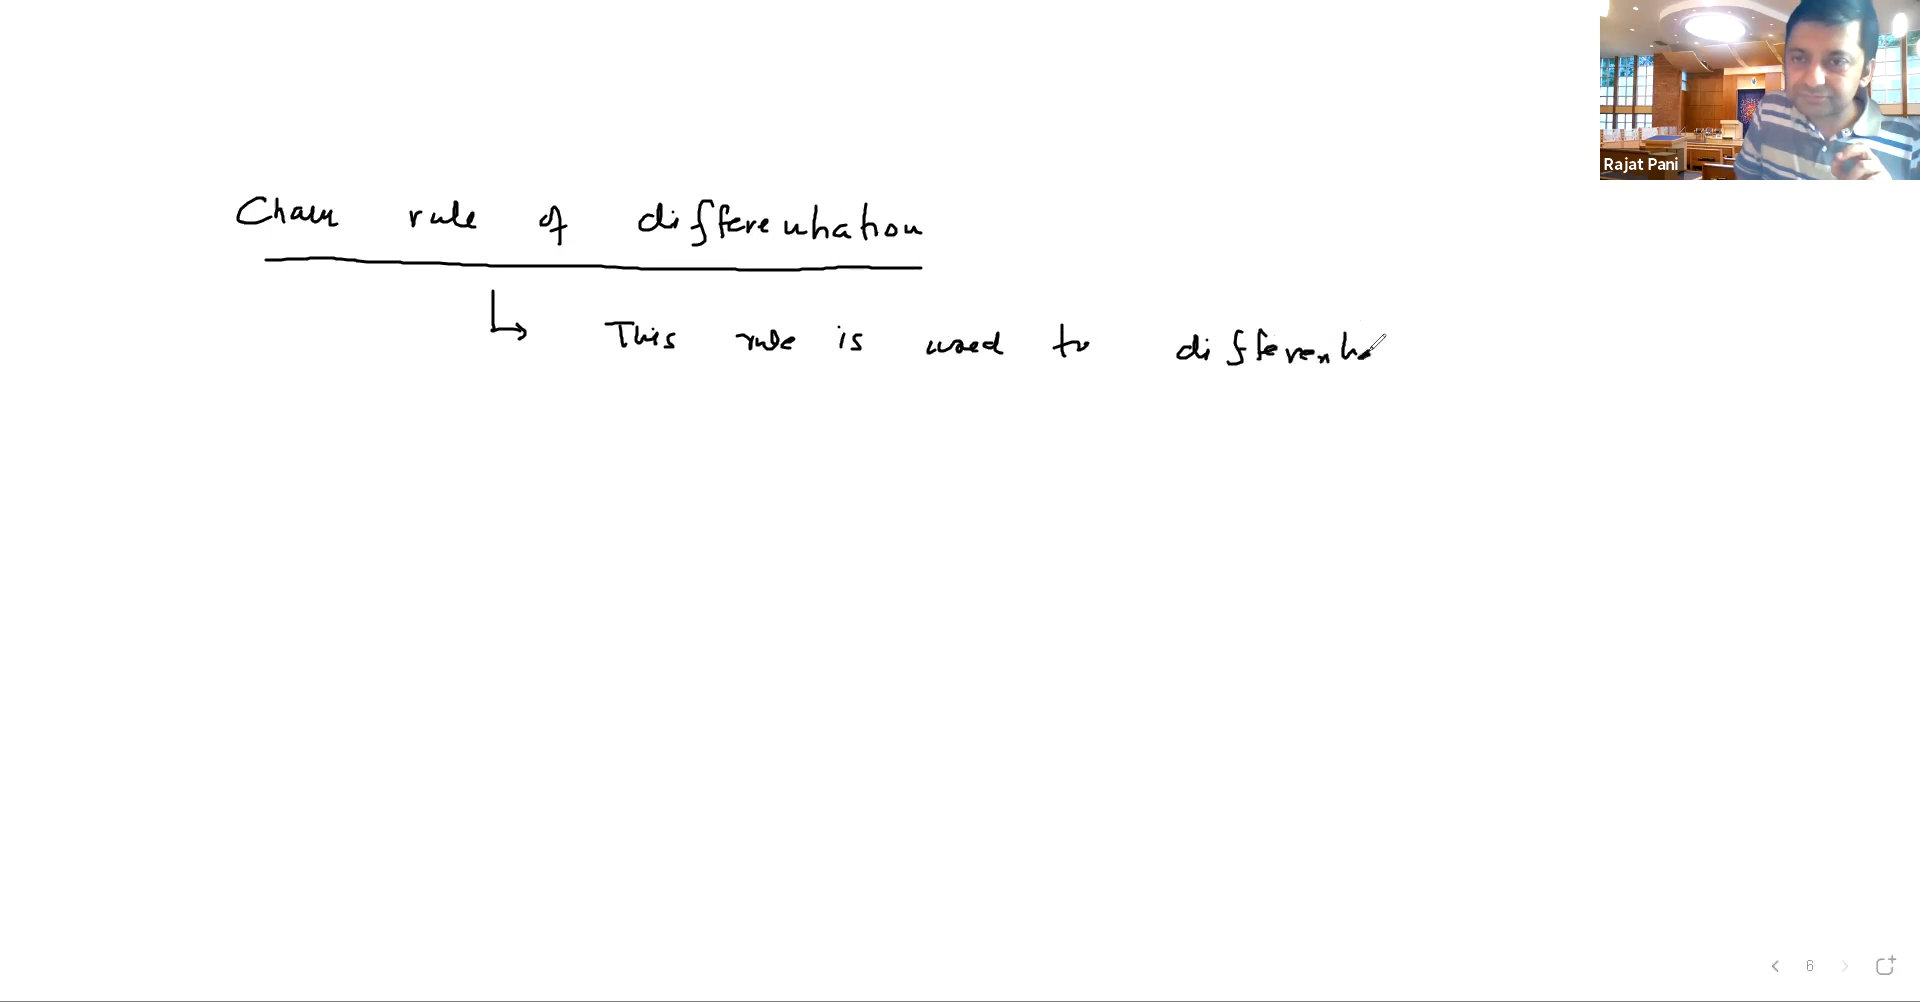 Rajat Pani
Chain rule of differentiation
This rule is used to differentia
6